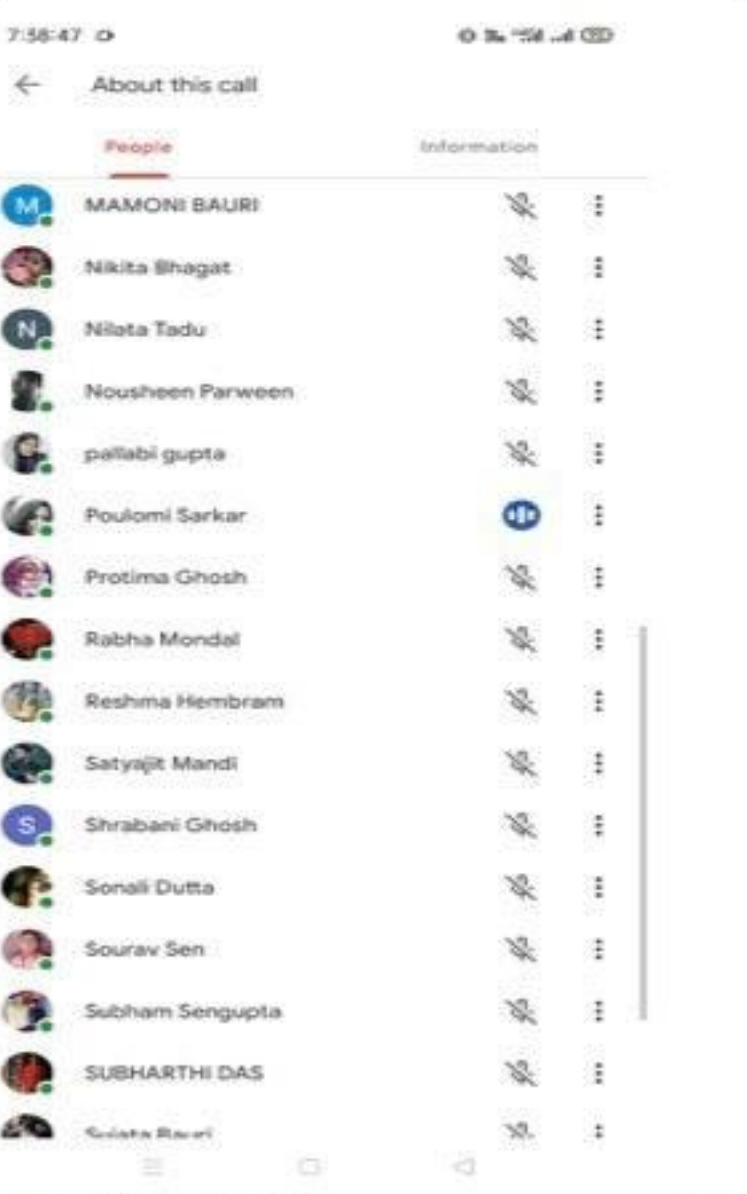 7:58:47
About this call
People Information
M MAMONI BAURI
Nikita Bhagat
N Nilata Tadu
Nousheen Parween
pallabi gupta
Poulomi Sarkar
Protima Ghosh
Rabha Mondal
Reshma Hembram
Satyajit Mandi
S Shrabani Ghosh
Sonali Dutta
Sourav Sen
Subham Sengupta
SUBHARTHI DAS
Sujata Bauri